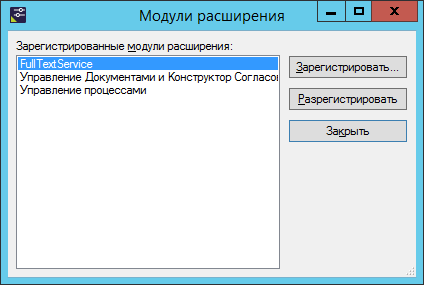 Модули расширения
Зарегистрированные модули расширения:
FullTextService
Управление Документами и Конструктор Согласо
Управление процессами
Зарегистрировать...
Разрегистрировать
Закрыть